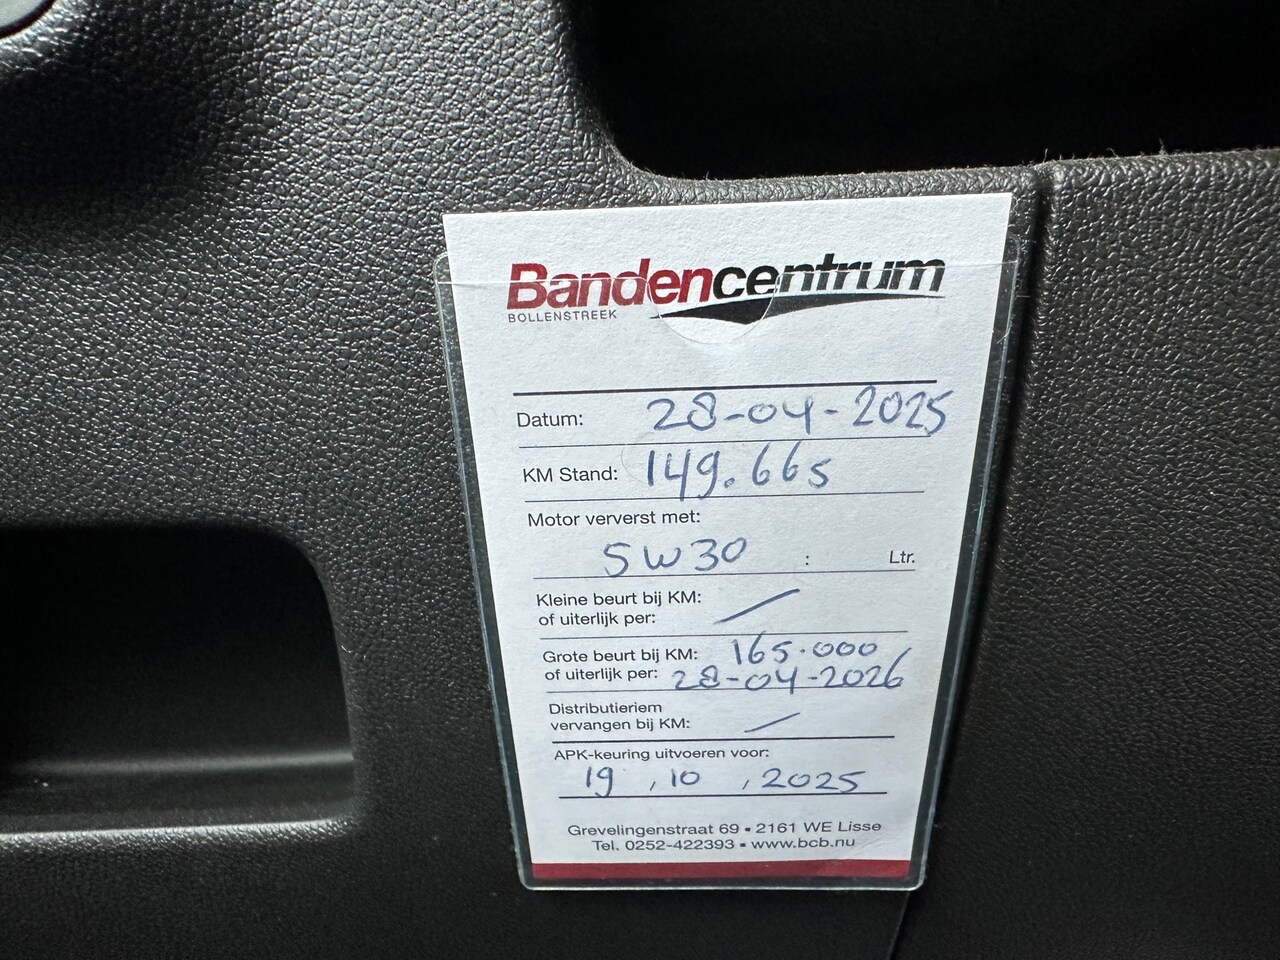 Bandencentrum
BOLLENSTREEK
Datum: 28-04-2025
KM Stand: 149.665
Motor ververst met:
5W30 : Ltr.
Kleine beurt bij KM:
of uiterlijk per: /
Grote beurt bij KM: 165.000
of uiterlijk per: 28-04-2026
Distributieriem
vervangen bij KM: /
APK-keuring uitvoeren voor:
19 , 10 , 2025
Grevelingenstraat 69 ▪ 2161 WE Lisse
Tel. 0252-422393 ▪ www.bcb.nu